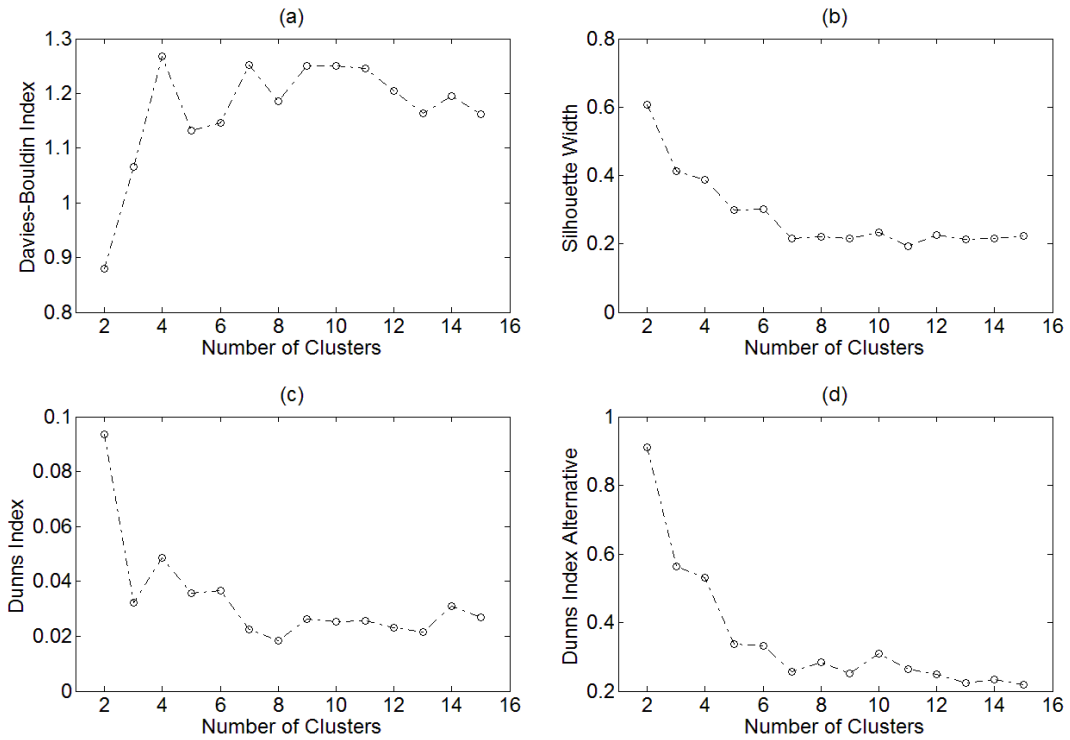 (a)
1.3
1.2
1.1
1
0.9
0.8
Davies-Bouldin Index
2 4 6 8 10 12 14 16
Number of Clusters
(b)
0.8
0.6
0.4
0.2
0
Silhouette Width
2 4 6 8 10 12 14 16
Number of Clusters
(c)
0.1
0.08
0.06
0.04
0.02
0
Dunns Index
2 4 6 8 10 12 14 16
Number of Clusters
(d)
1
0.8
0.6
0.4
0.2
Dunns Index Alternative
2 4 6 8 10 12 14 16
Number of Clusters